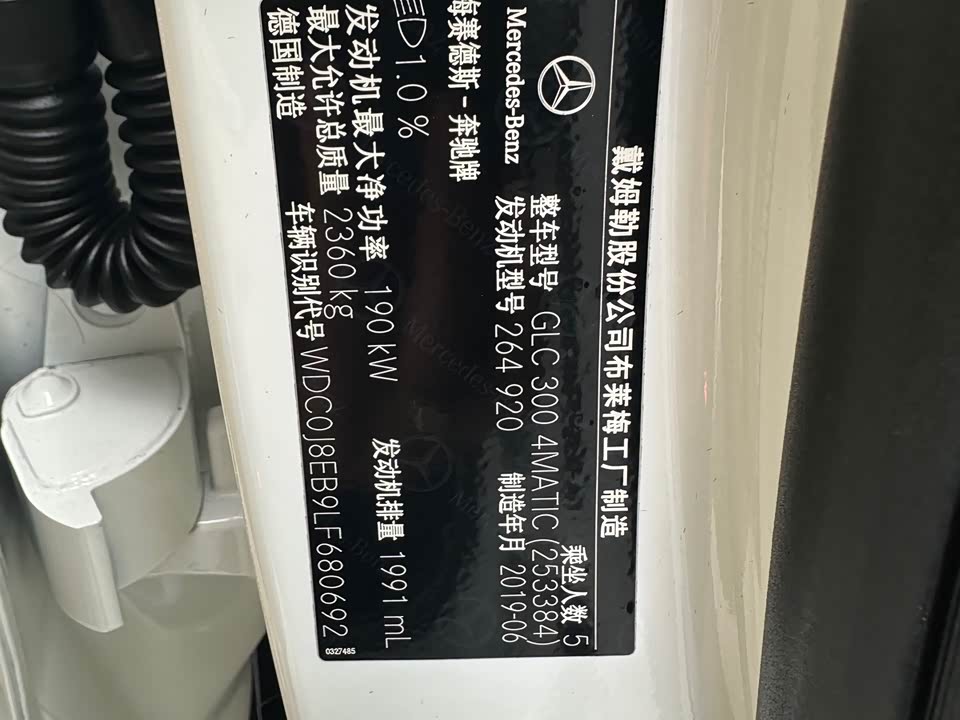 戴姆勒股份公司布莱梅工厂制造
乘坐人数 5
Mercedes-Benz 整车型号 GLC 300 4MATIC (253384)
梅赛德斯-奔驰牌 发动机型号 264 920 制造年月 2019-06
1.0 %
发动机最大净功率 190 kW 发动机排量 1991 mL
最大允许总质量 2360 kg
德国制造 车辆识别代号 WDC0J8EB9LF680692
0327485